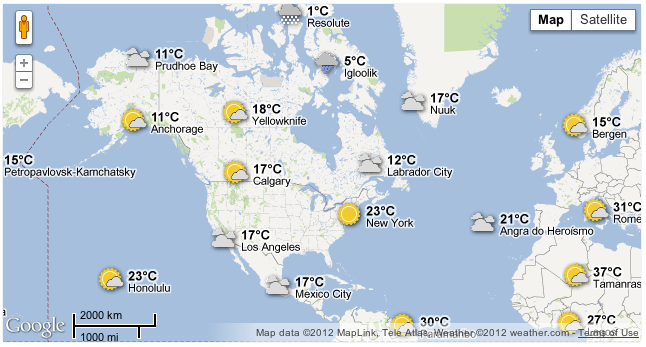 1°C
Resolute
Map
Satellite
11°C
Prudhoe Bay
5°C
Igloolik
17°C
Nuuk
11°C
Anchorage
18°C
Yellowknife
15°C
Bergen
15°C
Petropavlovsk-Kamchatsky
17°C
Calgary
12°C
Labrador City
23°C
New York
21°C
Angra do Heroísmo
31°C
Rome
17°C
Los Angeles
23°C
Honolulu
17°C
Mexico City
37°C
Tamanras
30°C
27°C
2000 km
1000 mi
Google
Map data ©2012 MapLink, Tele Atlas, Weather ©2012 weather.com - Terms of Use